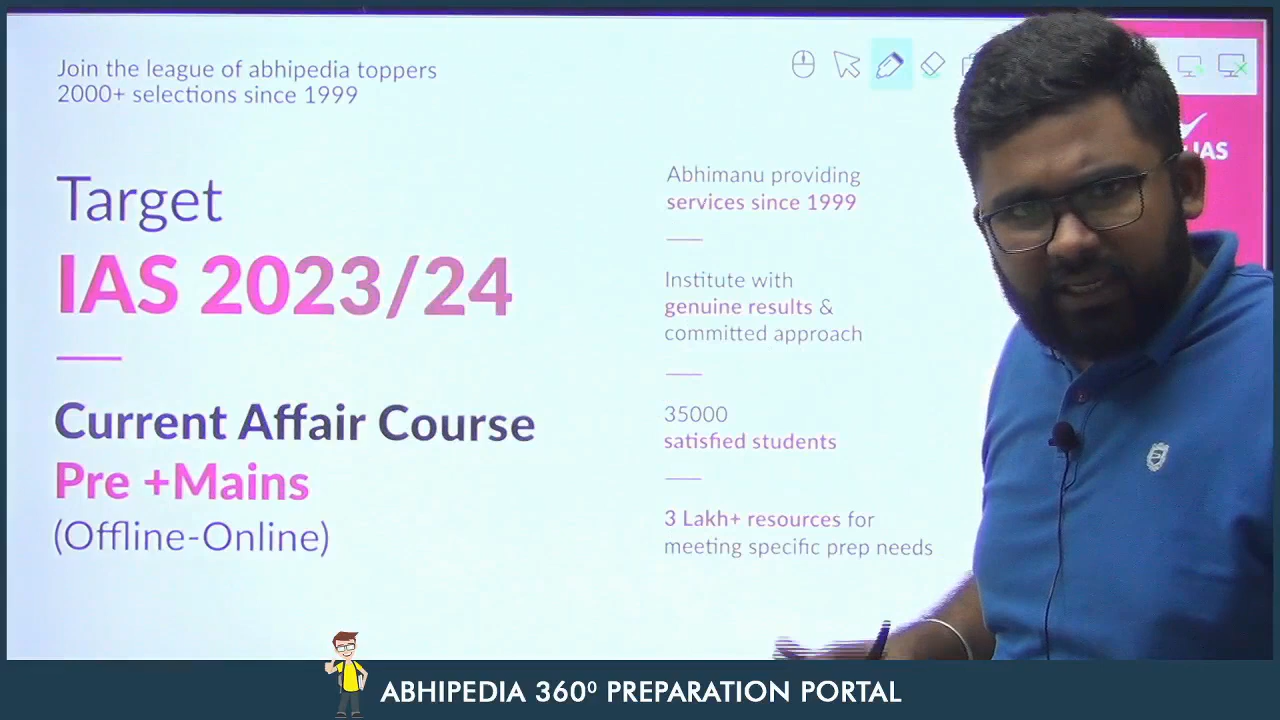 Join the league of abhipedia toppers
2000+ selections since 1999
Target
IAS 2023/24
Current Affair Course
Pre +Mains
(Offline-Online)
Abhimanu providing
services since 1999
Institute with
genuine results &
committed approach
35000
satisfied students
3 Lakh+ resources for
meeting specific prep needs
IAS
ABHIPEDIA 360⁰ PREPARATION PORTAL